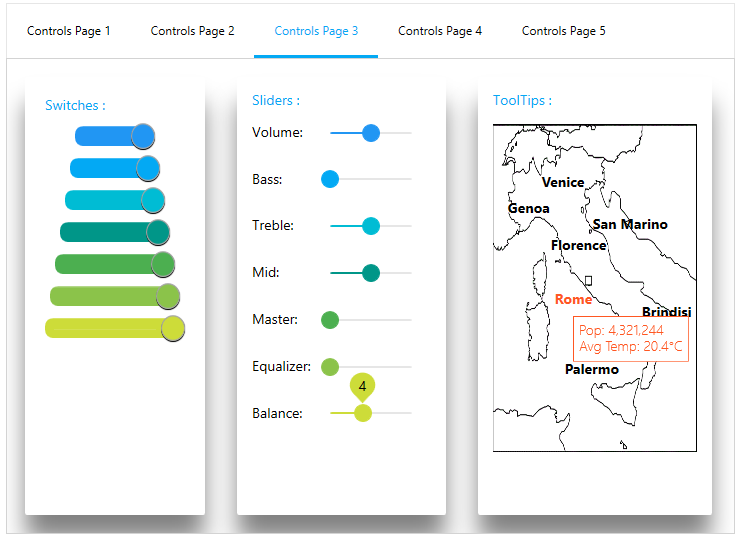 Controls Page 1
Controls Page 2
Controls Page 3
Controls Page 4
Controls Page 5
Switches :
Sliders :
Volume:
Bass:
Treble:
Mid:
Master:
Equalizer:
4
Balance:
ToolTips :
Venice
Genoa
San Marino
Florence
Rome
Brindisi
Pop: 4,321,244
Avg Temp: 20.4°C
Palermo